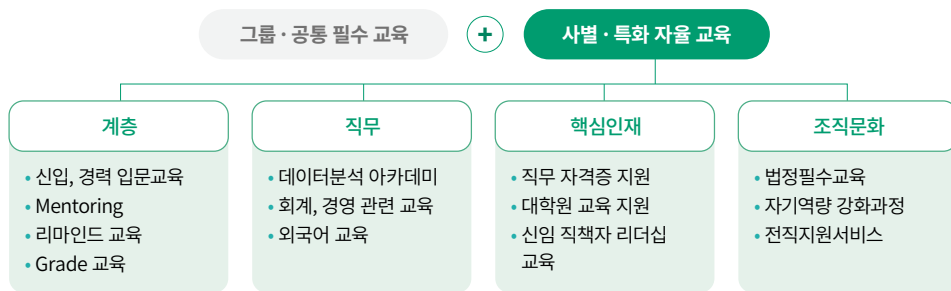 그룹 · 공통 필수 교육 + 사별 · 특화 자율 교육
계층
• 신입, 경력 입문교육
• Mentoring
• 리마인드 교육
• Grade 교육
직무
• 데이터분석 아카데미
• 회계, 경영 관련 교육
• 외국어 교육
핵심인재
• 직무 자격증 지원
• 대학원 교육 지원
• 신임 직책자 리더십
교육
조직문화
• 법정필수교육
• 자기역량 강화과정
• 전직지원서비스